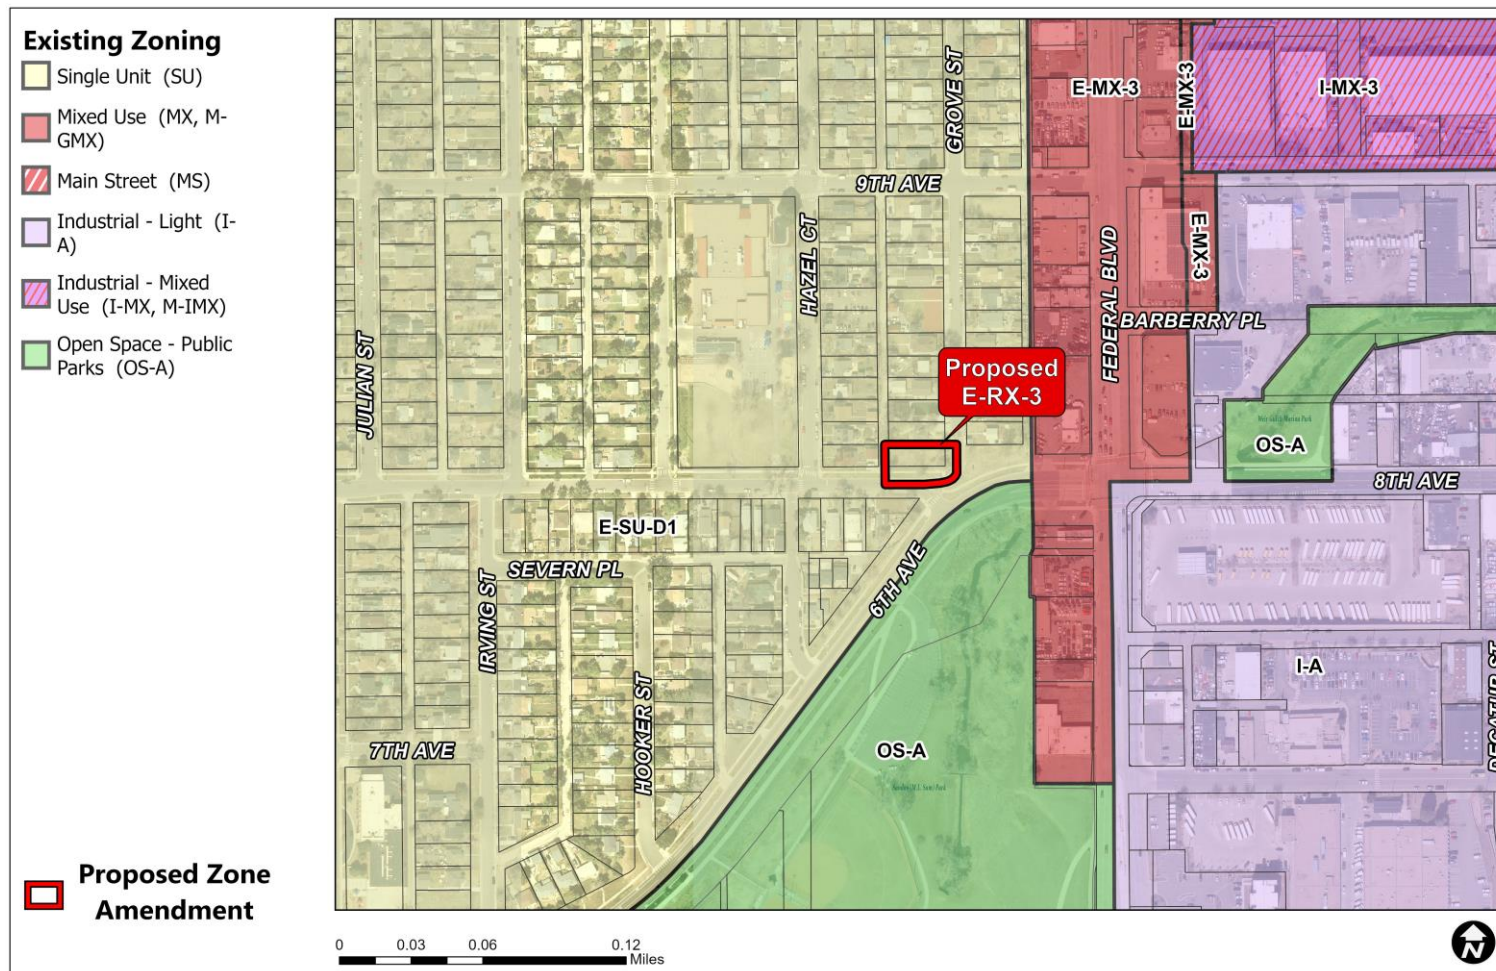 Existing Zoning
Single Unit (SU)
Mixed Use (MX, M-
GMX)
Main Street (MS)
Industrial - Light (I-
A)
Industrial - Mixed
Use (I-MX, M-IMX)
Open Space - Public
Parks (OS-A)
Proposed Zone
Amendment
GROVE ST
E-MX-3
E-MX-3
I-MX-3
9TH AVE
HAZEL CT
FEDERAL BLVD
E-MX-3
BARBERRY PL
JULIAN ST
Proposed
E-RX-3
OS-A
8TH AVE
E-SU-D1
SEVERN PL
6TH AVE
IRVING ST
HOOKER ST
I-A
DECATUR ST
7TH AVE
OS-A
0 0.03 0.06 0.12
Miles
N